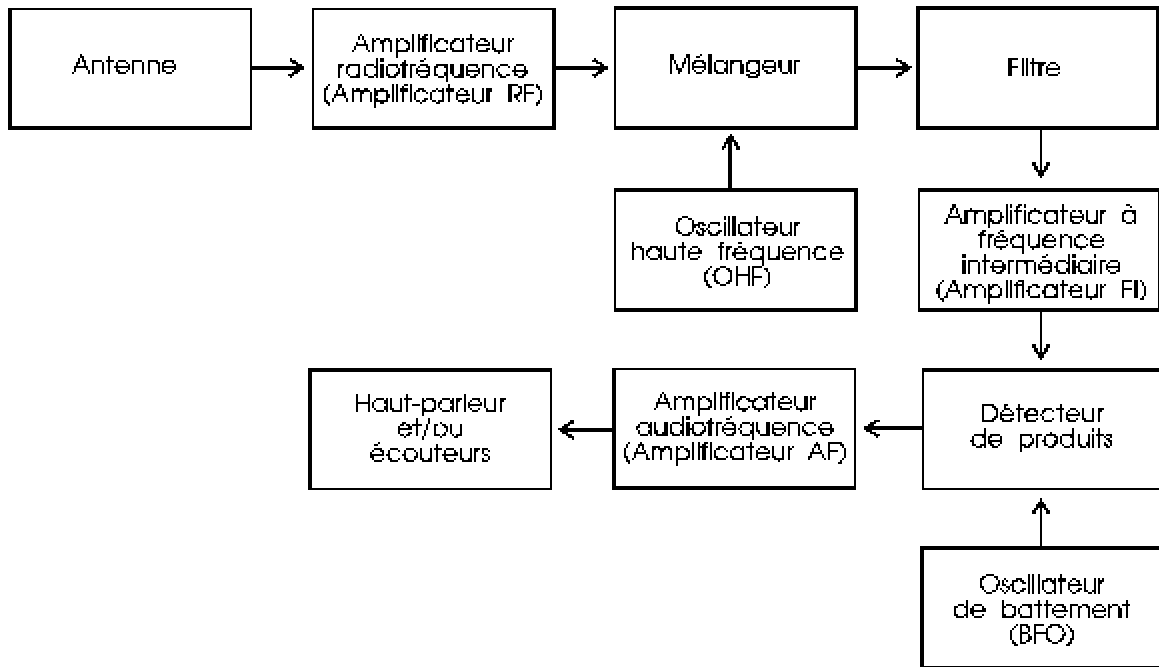 Antenne
Amplificateur
radiofréquence
(Amplificateur RF)
Mélangeur
Filtre
Oscillateur
haute fréquence
(OHF)
Amplificateur à
fréquence
intermédiaire
(Amplificateur FI)
Haut-parleur
et/ou
écouteurs
Amplificateur
audiofréquence
(Amplificateur AF)
Détecteur
de produits
Oscillateur
de battement
(BFO)